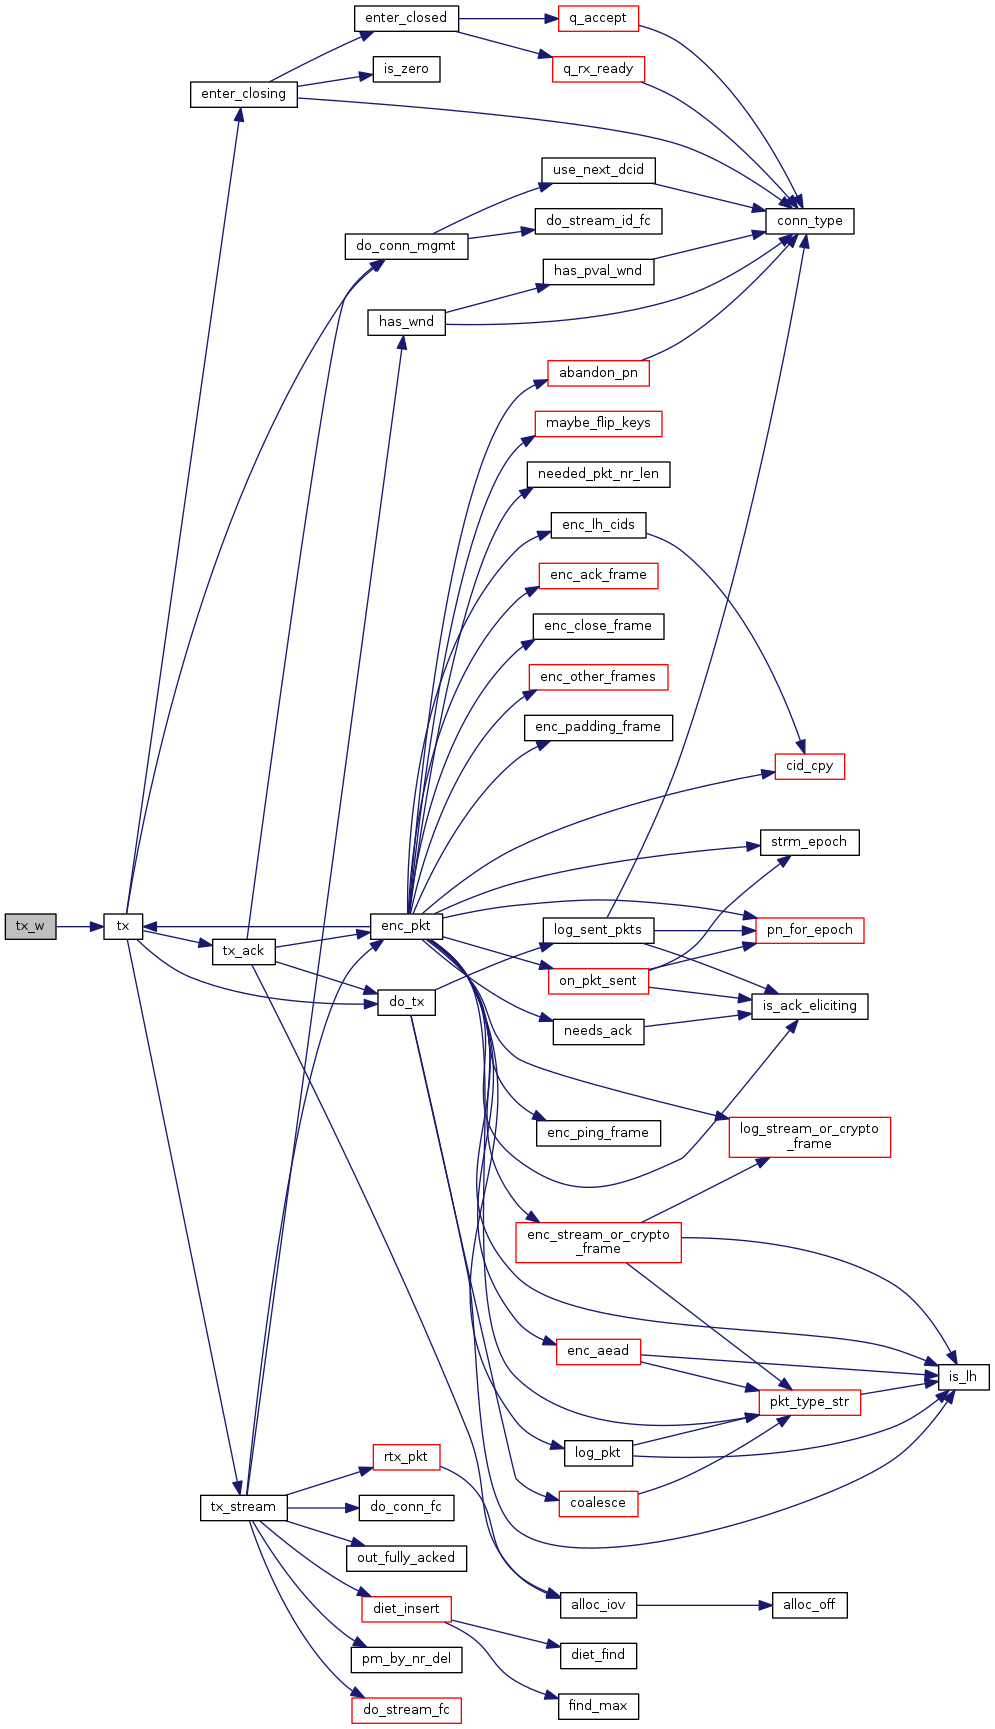 enter_closed
q_accept
is_zero
q_rx_ready
enter_closing
use_next_dcid
do_stream_id_fc
conn_type
do_conn_mgmt
has_pval_wnd
has_wnd
abandon_pn
maybe_flip_keys
needed_pkt_nr_len
enc_lh_cids
enc_ack_frame
enc_close_frame
enc_other_frames
enc_padding_frame
cid_cpy
strm_epoch
tx_w
tx
enc_pkt
log_sent_pkts
pn_for_epoch
tx_ack
on_pkt_sent
do_tx
is_ack_eliciting
needs_ack
enc_ping_frame
log_stream_or_crypto
_frame
enc_stream_or_crypto
_frame
enc_aead
is_lh
pkt_type_str
rtx_pkt
log_pkt
tx_stream
do_conn_fc
coalesce
out_fully_acked
diet_insert
alloc_iov
alloc_off
pm_by_nr_del
diet_find
do_stream_fc
find_max